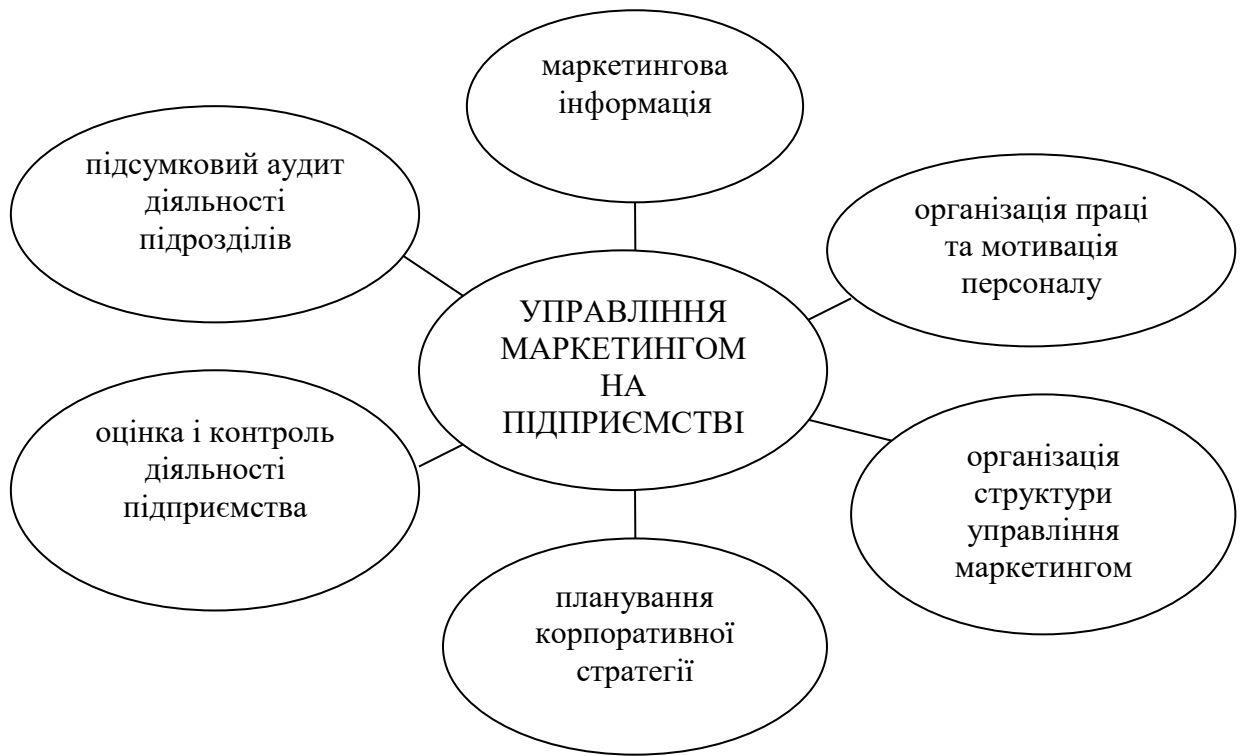 маркетингова
інформація
підсумковий аудит
діяльності
підрозділів
організація праці
та мотивація
персоналу
УПРАВЛІННЯ
МАРКЕТИНГОМ
НА
ПІДПРИЄМСТВІ
оцінка і контроль
діяльності
підприємства
організація
структури
управління
маркетингом
планування
корпоративної
стратегії